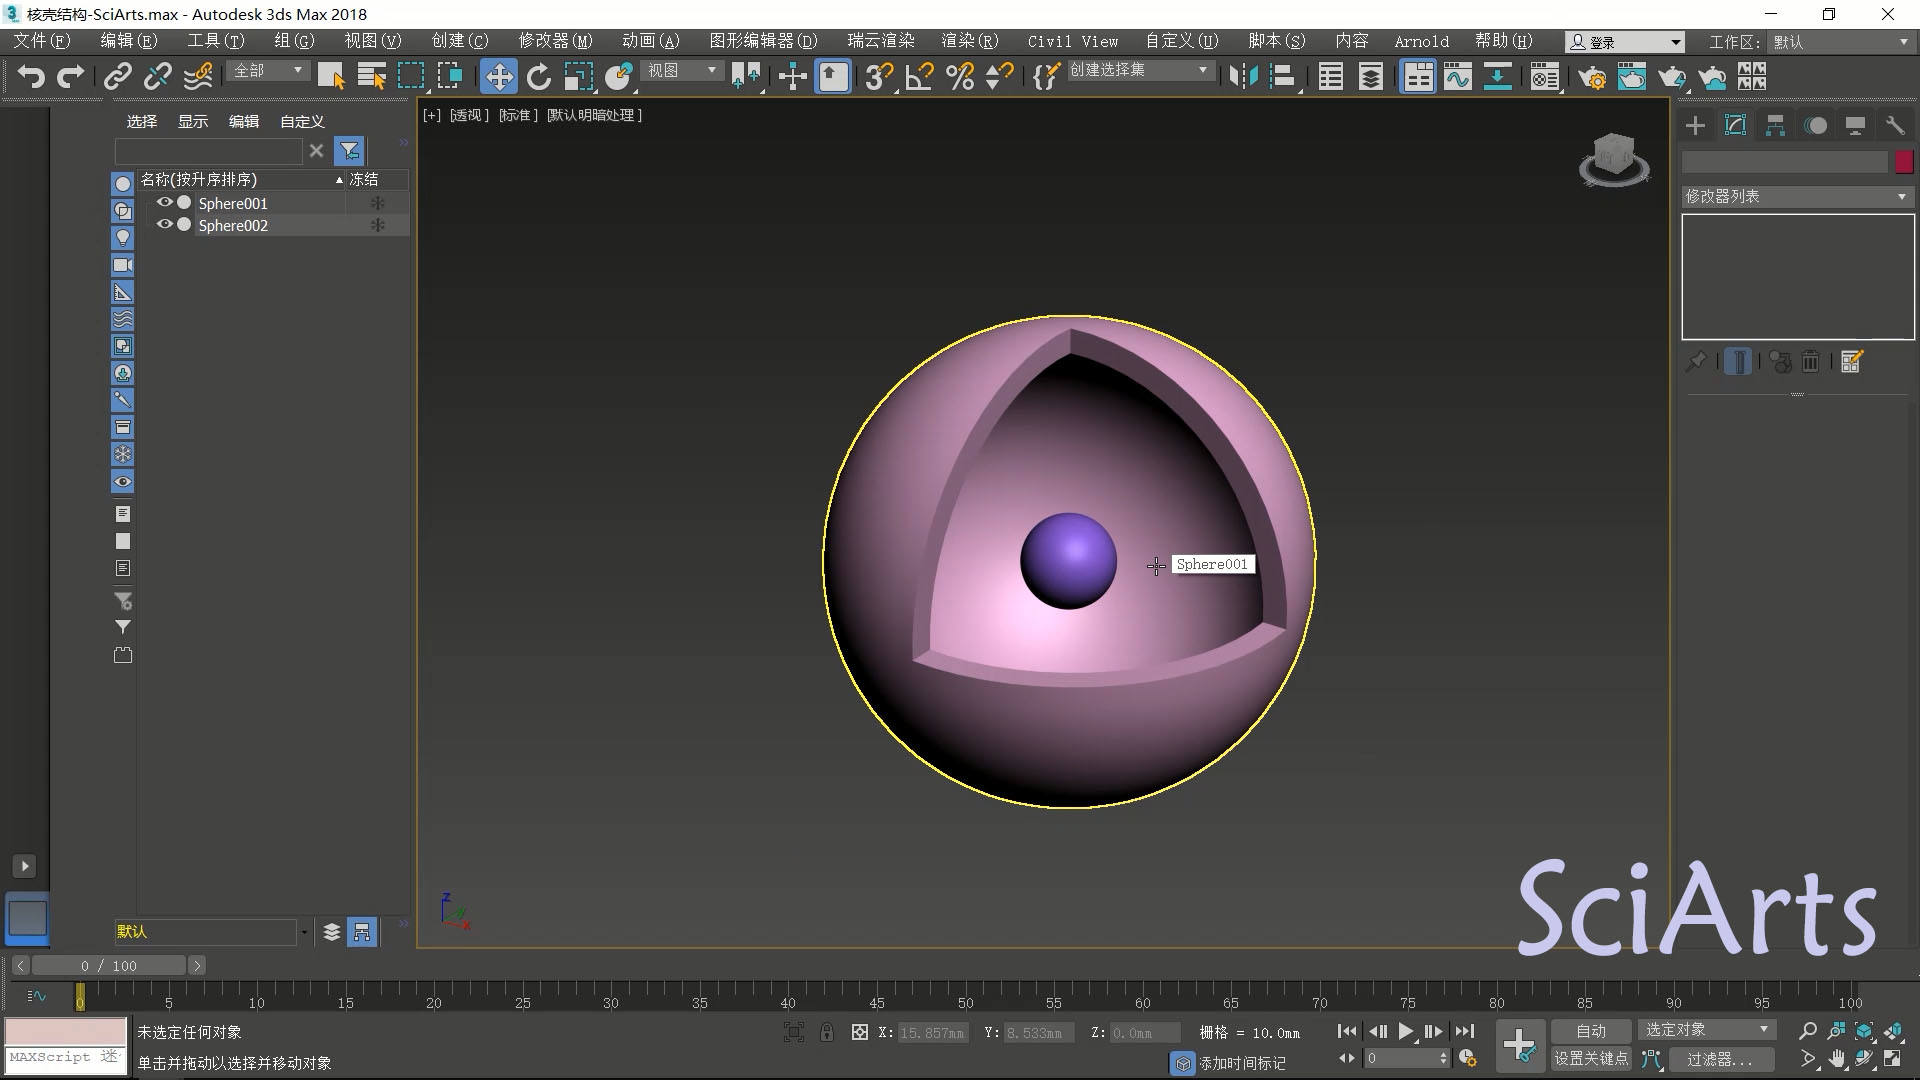 核壳结构-SciArts.max - Autodesk 3ds Max 2018
文件(F) 编辑(E) 工具(T) 组(G) 视图(V) 创建(C) 修改器(M) 动画(A) 图形编辑器(D) 瑞云渲染 渲染(R) Civil View 自定义(U) 脚本(S) 内容 Arnold 帮助(H) 登录 工作区: 默认
全部 视图 创建选择集
[+] [透视] [标准] [默认明暗处理]
选择 显示 编辑 自定义
名称(按升序排序) 冻结
Sphere001
Sphere002
修改器列表
Sphere001
SciArts
默认
0 / 100
0 5 10 15 20 25 30 35 40 45 50 55 60 65 70 75 80 85 90 95 100
未选定任何对象 X: 15.857mm Y: 8.533mm Z: 0.0mm 栅格 = 10.0mm 自动 选定对象
MAXScript 迷
单击并拖动以选择并移动对象 添加时间标记 0 设置关键点 过滤器...